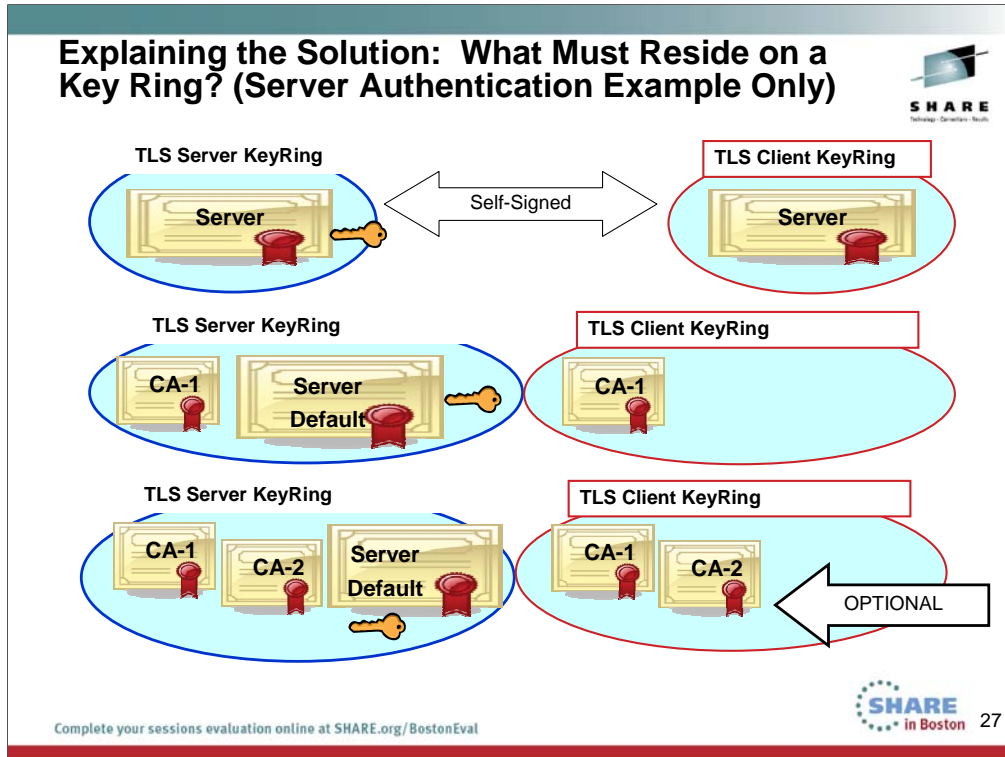 Explaining the Solution:  What Must Reside on a
Key Ring? (Server Authentication Example Only)
SHARE
Technology · Connections · Results
TLS Server KeyRing
TLS Client KeyRing
Server
Self-Signed
Server
TLS Server KeyRing
TLS Client KeyRing
CA-1
Server
Default
CA-1
TLS Server KeyRing
TLS Client KeyRing
CA-1
CA-2
Server
Default
CA-1
CA-2
OPTIONAL
Complete your sessions evaluation online at SHARE.org/BostonEval
SHARE
in Boston
27